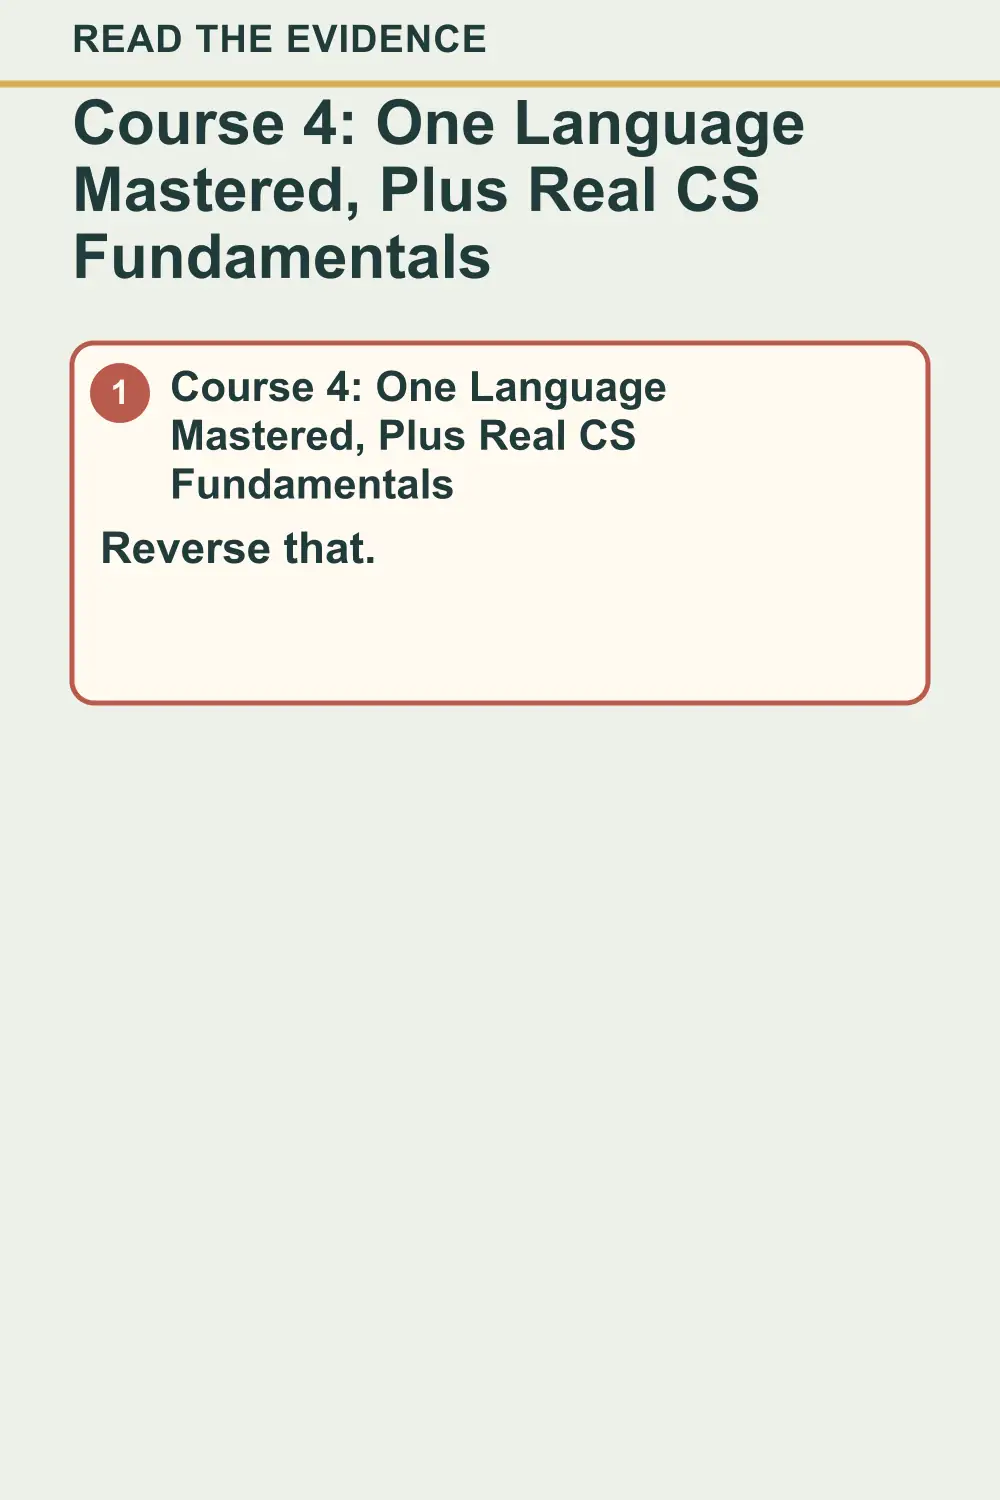 READ THE EVIDENCE
Course 4: One Language
Mastered, Plus Real CS
Fundamentals
1
Course 4: One Language
Mastered, Plus Real CS
Fundamentals
Reverse that.